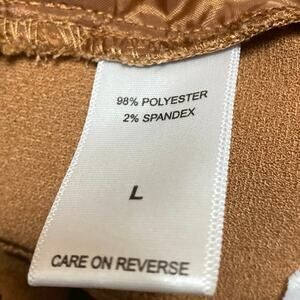 98% POLYESTER
2% SPANDEX
L
CARE ON REVERSE